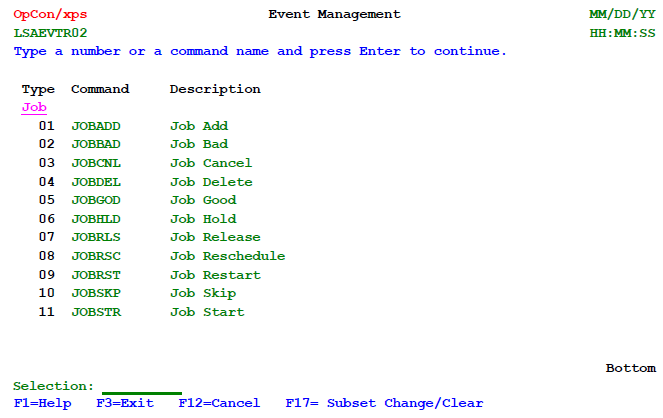 OpCon/xps Event Management MM/DD/YY
LSAEVTR02 HH:MM:SS
Type a number or a command name and press Enter to continue.
Type Command Description
Job
01 JOBADD Job Add
02 JOBBAD Job Bad
03 JOBCNL Job Cancel
04 JOBDEL Job Delete
05 JOBGOD Job Good
06 JOBHLD Job Hold
07 JOBRLS Job Release
08 JOBRSC Job Reschedule
09 JOBRST Job Restart
10 JOBSKP Job Skip
11 JOBSTR Job Start
Bottom
Selection:
F1=Help F3=Exit F12=Cancel F17= Subset Change/Clear